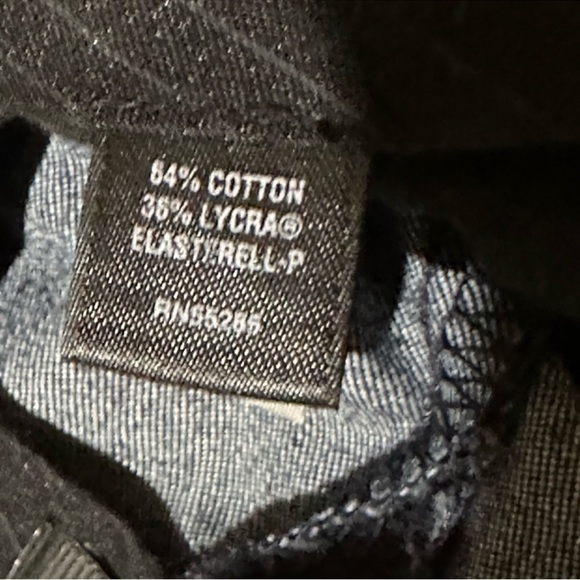 64% COTTON
36% LYCRA®
ELASTERELL-P
RN55285